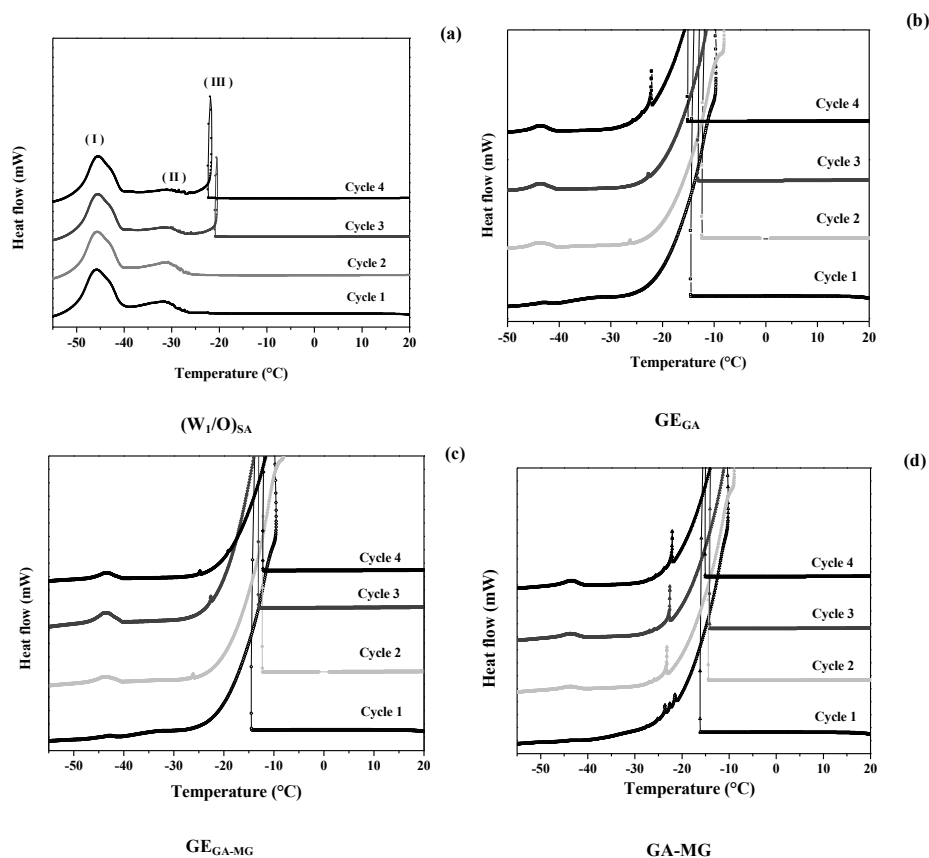 (a)
Heat flow (mW)
( I )
( II )
( III )
Cycle 4
Cycle 3
Cycle 2
Cycle 1
-50 -40 -30 -20 -10 0 10 20
Temperature (°C)
(W₁/O)SA
(b)
Heat flow (mW)
Cycle 4
Cycle 3
Cycle 2
Cycle 1
-50 -40 -30 -20 -10 0 10 20
Temperature (°C)
GEGA
(c)
Heat flow (mW)
Cycle 4
Cycle 3
Cycle 2
Cycle 1
-50 -40 -30 -20 -10 0 10 20
Temperature (°C)
GEGA-MG
(d)
Heat flow (mW)
Cycle 4
Cycle 3
Cycle 2
Cycle 1
-50 -40 -30 -20 -10 0 10 20
Temperature (°C)
GA-MG